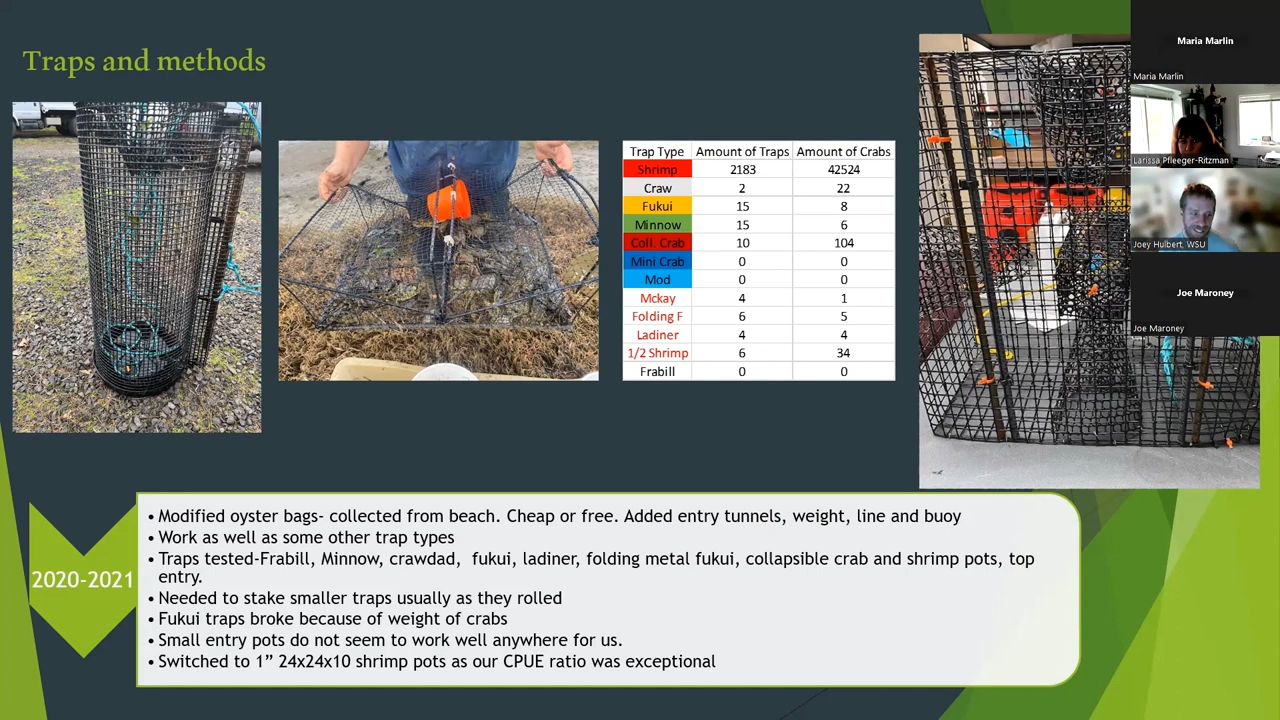 Traps and methods
Trap Type Amount of Traps Amount of Crabs
Shrimp 2183 42524
Craw 2 22
Fukui 15 8
Minnow 15 6
Coll. Crab 10 104
Mini Crab 0 0
Mod 0 0
Mckay 4 1
Folding F 6 5
Ladiner 4 4
1/2 Shrimp 6 34
Frabill 0 0
Maria Marlin
Maria Marlin
Larissa Pfleeger-Ritzman
Joey Hulbert, WSU
Joe Maroney
Joe Maroney
2020-2021
• Modified oyster bags- collected from beach. Cheap or free. Added entry tunnels, weight, line and buoy
• Work as well as some other trap types
• Traps tested-Frabill, Minnow, crawdad, fukui, ladiner, folding metal fukui, collapsible crab and shrimp pots, top
entry.
• Needed to stake smaller traps usually as they rolled
• Fukui traps broke because of weight of crabs
• Small entry pots do not seem to work well anywhere for us.
• Switched to 1” 24x24x10 shrimp pots as our CPUE ratio was exceptional